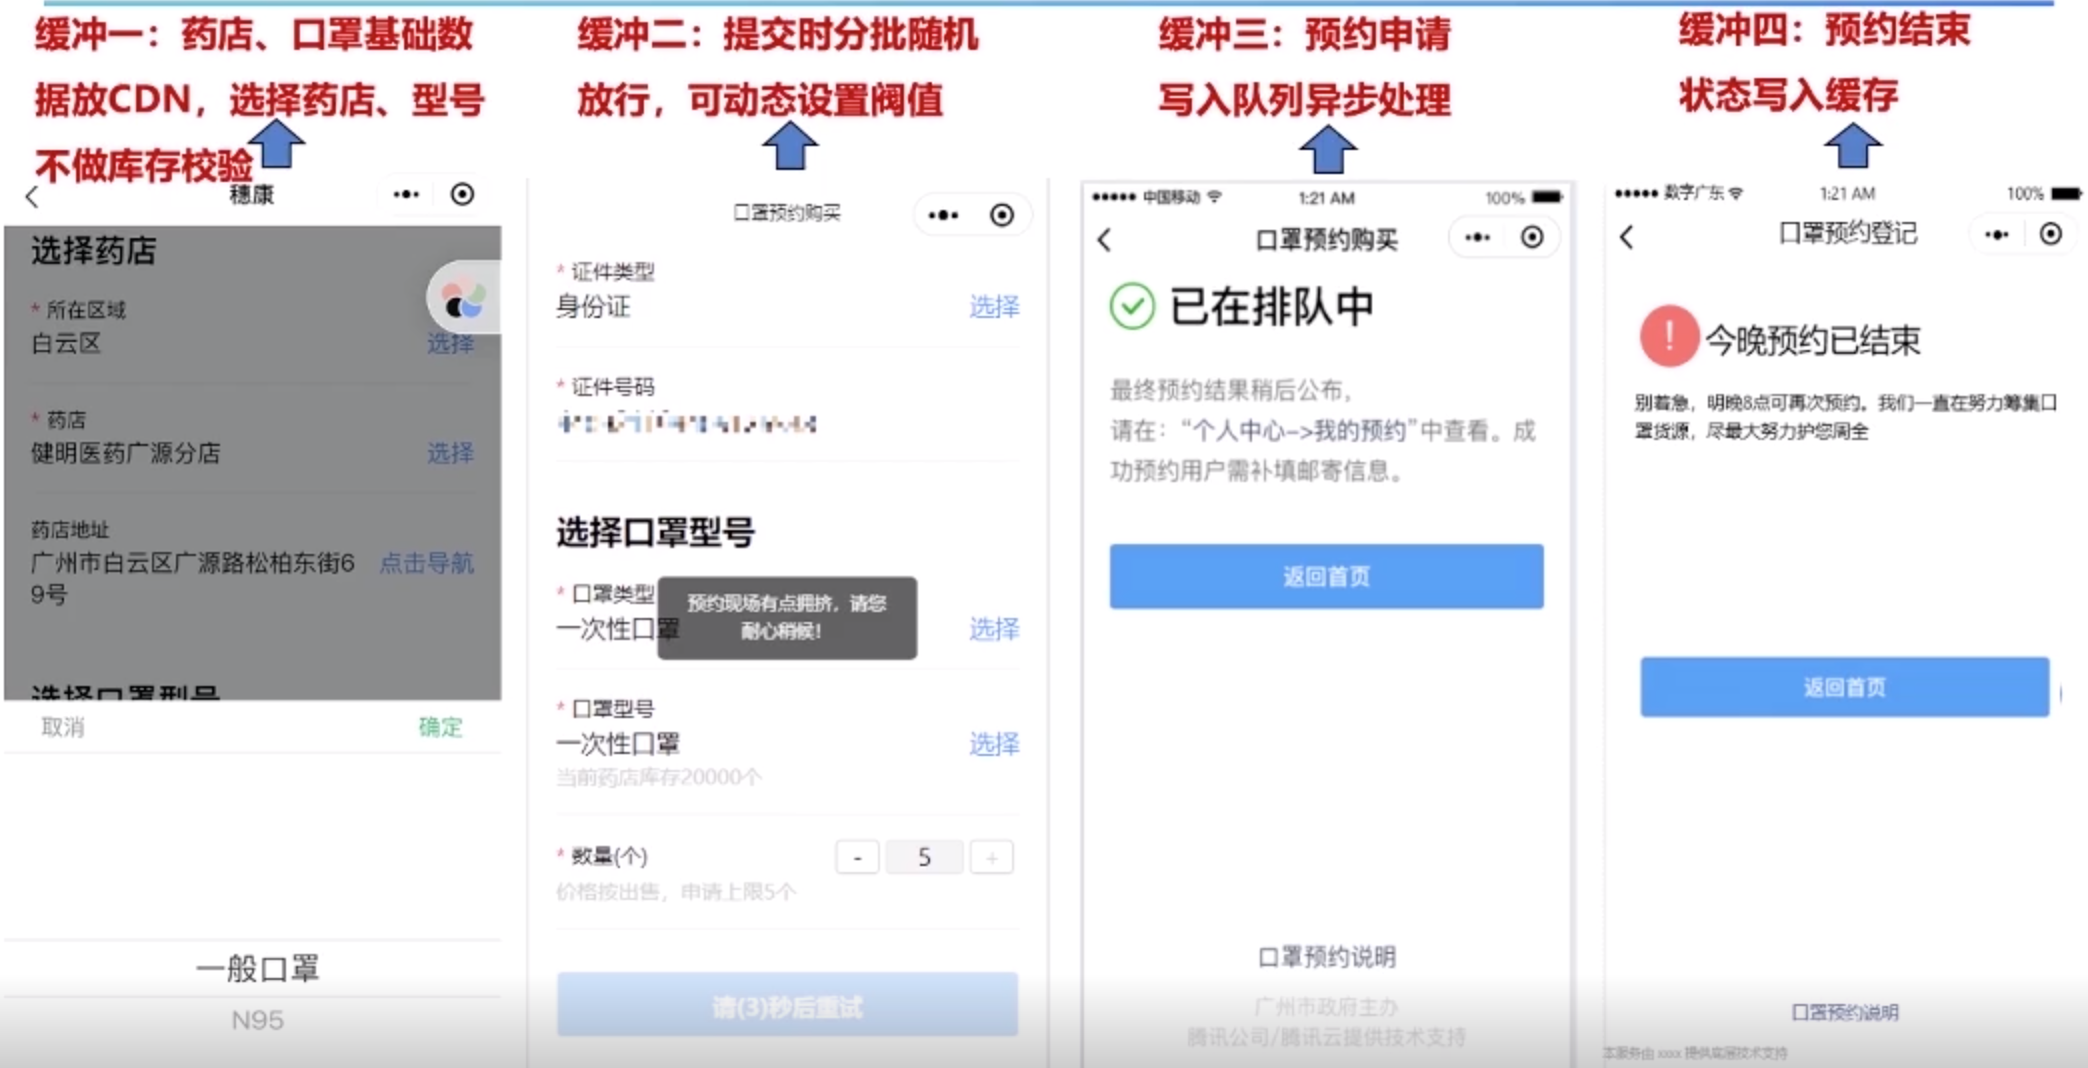 缓冲一：药店、口罩基础数
据放CDN，选择药店、型号
不做库存校验
穗康
选择药店
* 所在区域
白云区
选择
* 药店
健明医药广源分店
选择
药店地址
广州市白云区广源路松柏东街6
9号
点击导航
选择口罩型号
取消
确定
一般口罩
N95
缓冲二：提交时分批随机
放行，可动态设置阀值
口罩预约购买
* 证件类型
身份证
选择
* 证件号码
选择口罩型号
* 口罩类型
一次性口罩
选择
预约现场有点拥挤，请您
耐心稍候！
* 口罩型号
一次性口罩
选择
当前药店库存20000个
* 数量(个)
- 5 +
价格按出售，申请上限5个
请(3)秒后重试
缓冲三：预约申请
写入队列异步处理
中国移动 1:21 AM 100%
口罩预约购买
已在排队中
最终预约结果稍后公布，
请在：“个人中心–>我的预约”中查看。成
功预约用户需补填邮寄信息。
返回首页
口罩预约说明
广州市政府主办
腾讯公司/腾讯云提供技术支持
缓冲四：预约结束
状态写入缓存
数字广东 1:21 AM 100%
口罩预约登记
今晚预约已结束
别着急，明晚8点可再次预约。我们一直在努力筹集口
罩货源，尽最大努力护您周全
返回首页
口罩预约说明
本服务由 xxxx 提供底层技术支持